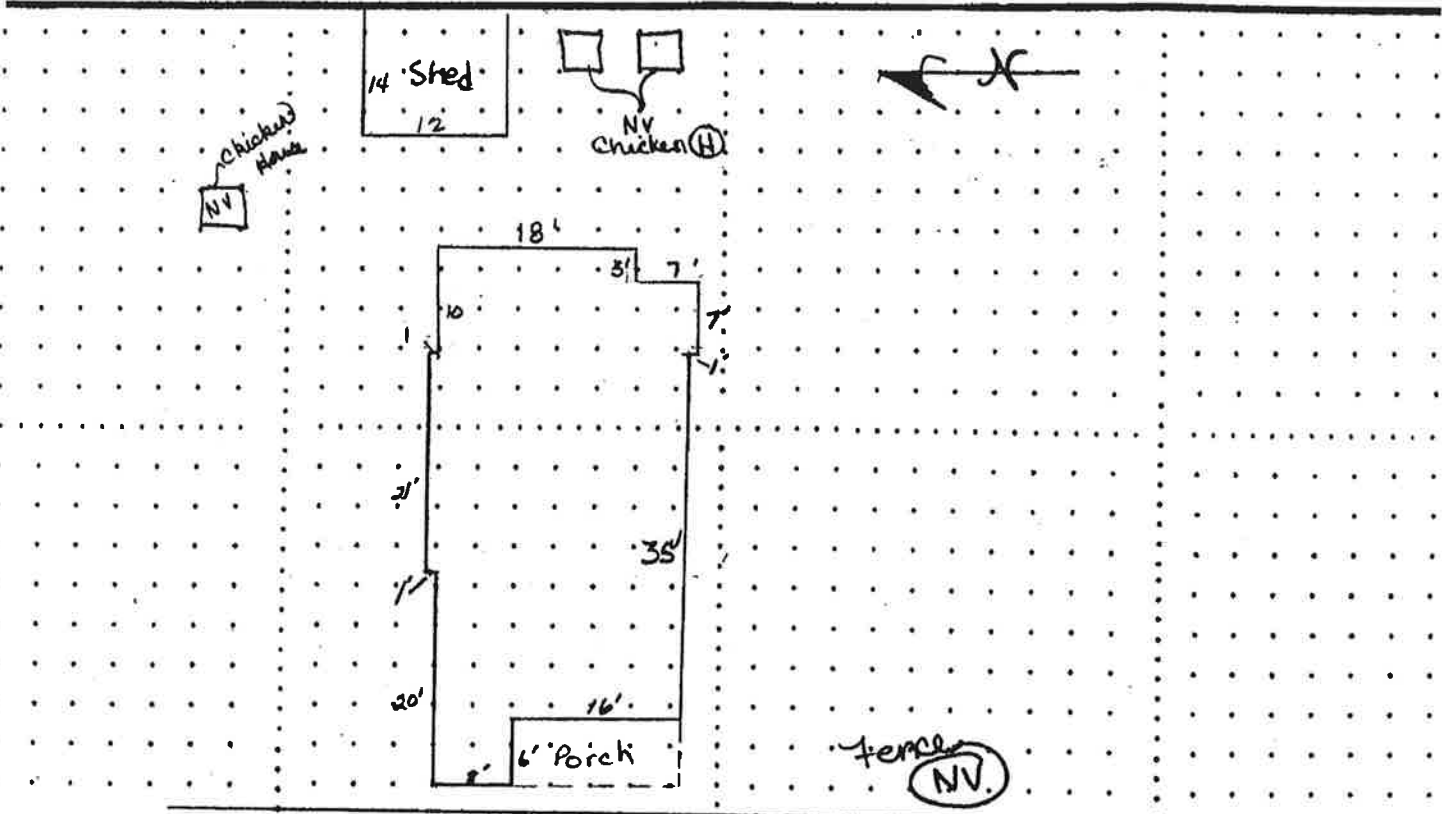 14 Shed
12
N
NV
Chicken H
Chicken
House
NV
18'
3'
7'
10
7'
1
1'
21'
35'
1'
20'
16'
6' Porch
8'
Fence
NV.